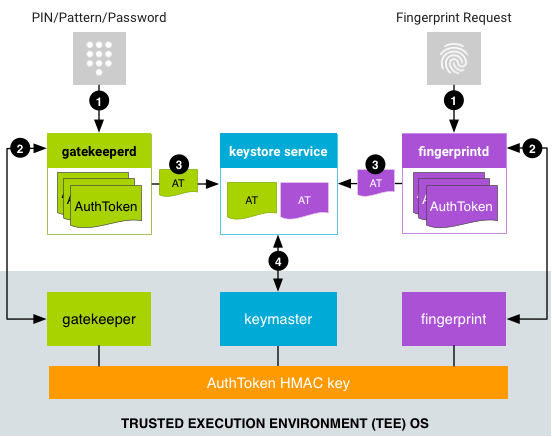 PIN/Pattern/Password
Fingerprint Request
1
1
2
gatekeeperd
keystore service
fingerprintd
2
3
AT
3
AT
A
A
AuthToken
AT
AT
A
A
AuthToken
4
gatekeeper
keymaster
fingerprint
AuthToken HMAC key
TRUSTED EXECUTION ENVIRONMENT (TEE) OS